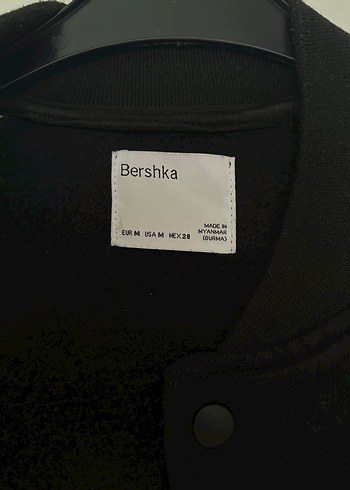 Bershka
EUR M USA M MEX 28
MADE IN
MYANMAR
(BURMA)